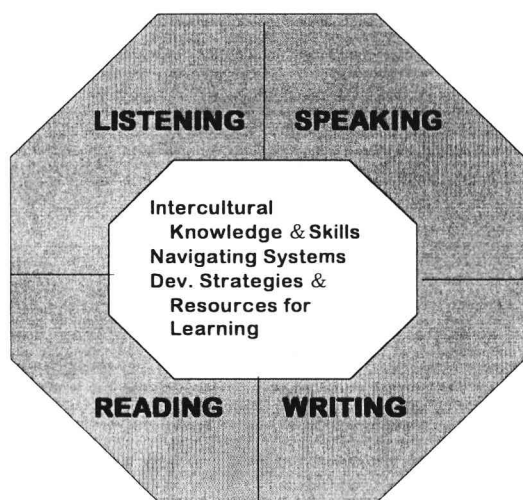 LISTENING SPEAKING
Intercultural
Knowledge & Skills
Navigating Systems
Dev. Strategies &
Resources for
Learning
READING WRITING